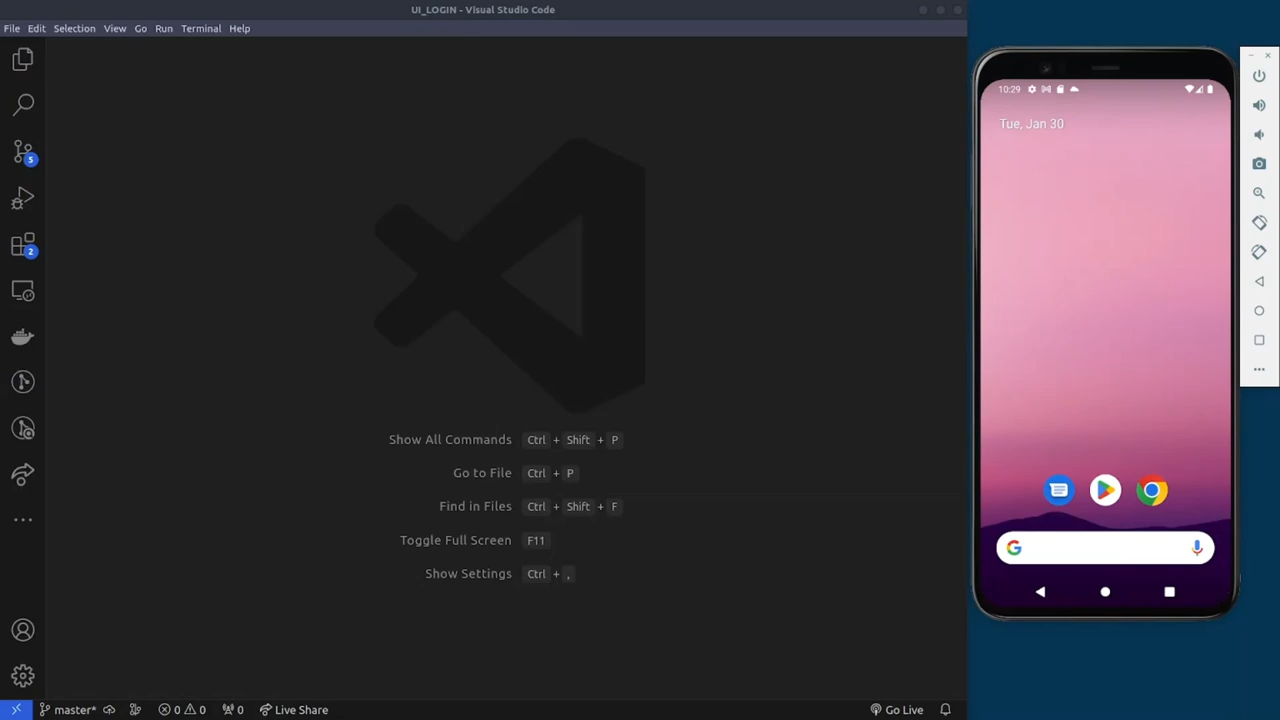 UI_LOGIN - Visual Studio Code
File Edit Selection View Go Run Terminal Help
5
2
Show All Commands Ctrl + Shift + P
Go to File Ctrl + P
Find in Files Ctrl + Shift + F
Toggle Full Screen F11
Show Settings Ctrl + ,
master* 0 0 0 Live Share Go Live
10:29
Tue, Jan 30